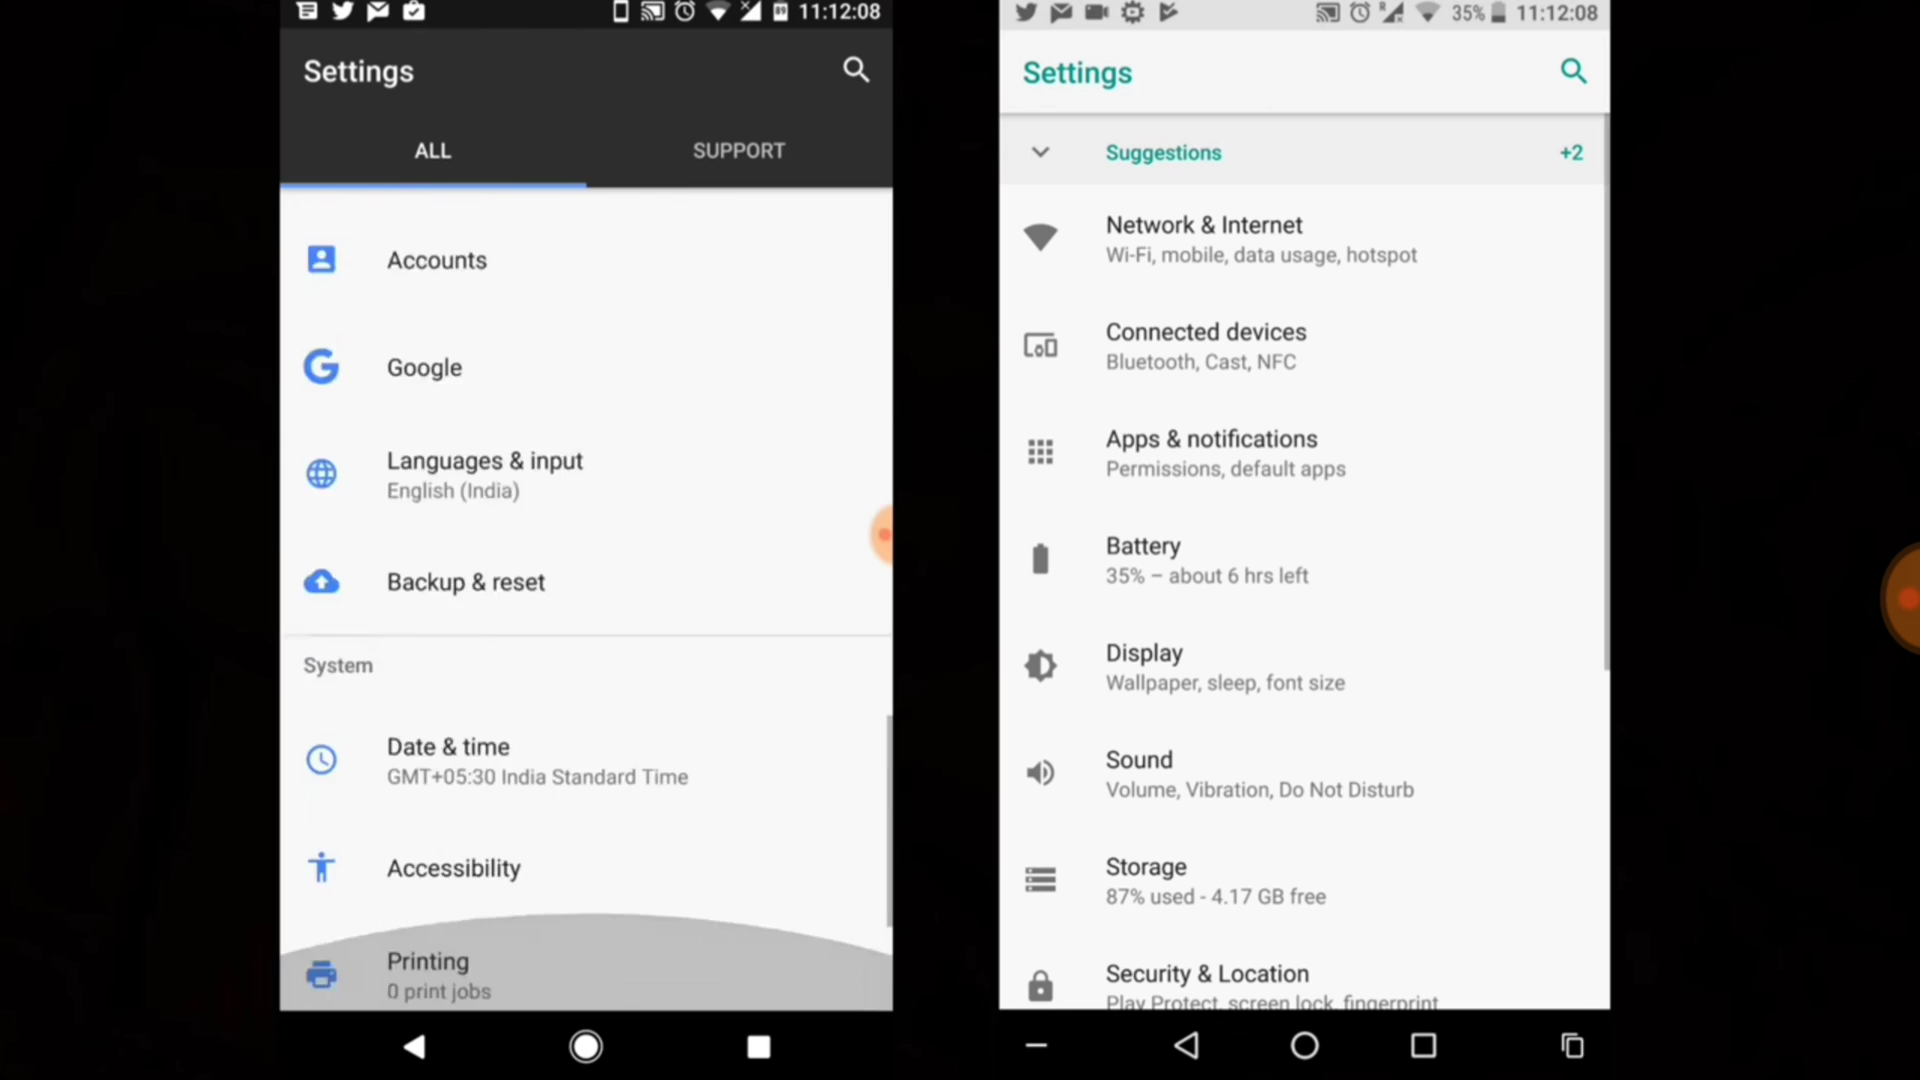 11:12:08
Settings
ALL
SUPPORT
Accounts
Google
Languages & input
English (India)
Backup & reset
System
Date & time
GMT+05:30 India Standard Time
Accessibility
Printing
0 print jobs
35% 11:12:08
Settings
Suggestions
+2
Network & Internet
Wi-Fi, mobile, data usage, hotspot
Connected devices
Bluetooth, Cast, NFC
Apps & notifications
Permissions, default apps
Battery
35% – about 6 hrs left
Display
Wallpaper, sleep, font size
Sound
Volume, Vibration, Do Not Disturb
Storage
87% used - 4.17 GB free
Security & Location
Play Protect, screen lock, fingerprint